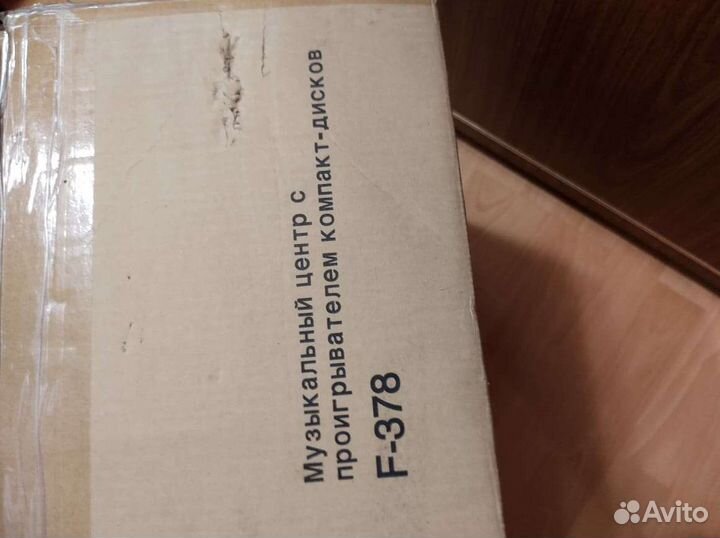 Музыкальный центр с
проигрывателем компакт-дисков
F-378
Avito